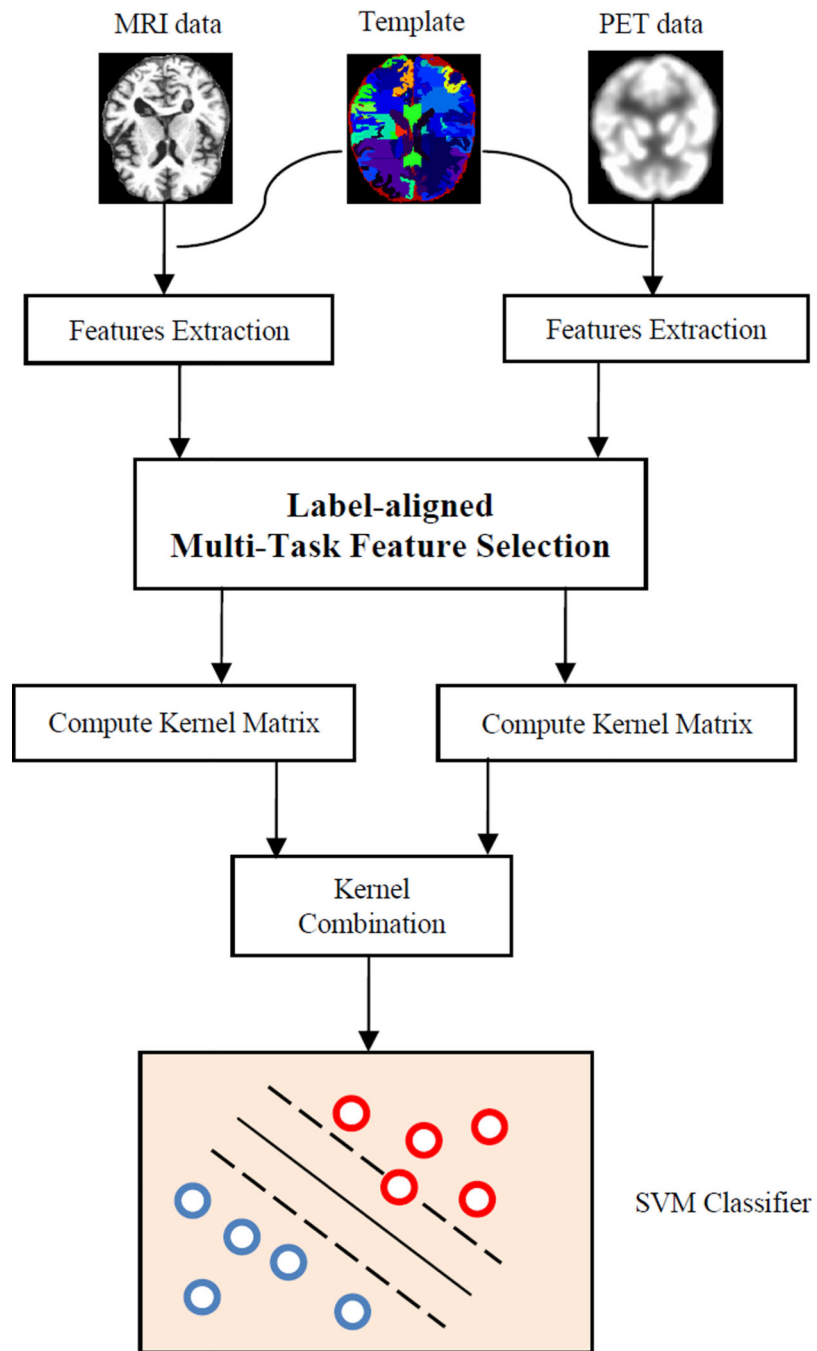 MRI data
Template
PET data
Features Extraction
Features Extraction
Label-aligned
Multi-Task Feature Selection
Compute Kernel Matrix
Compute Kernel Matrix
Kernel
Combination
SVM Classifier